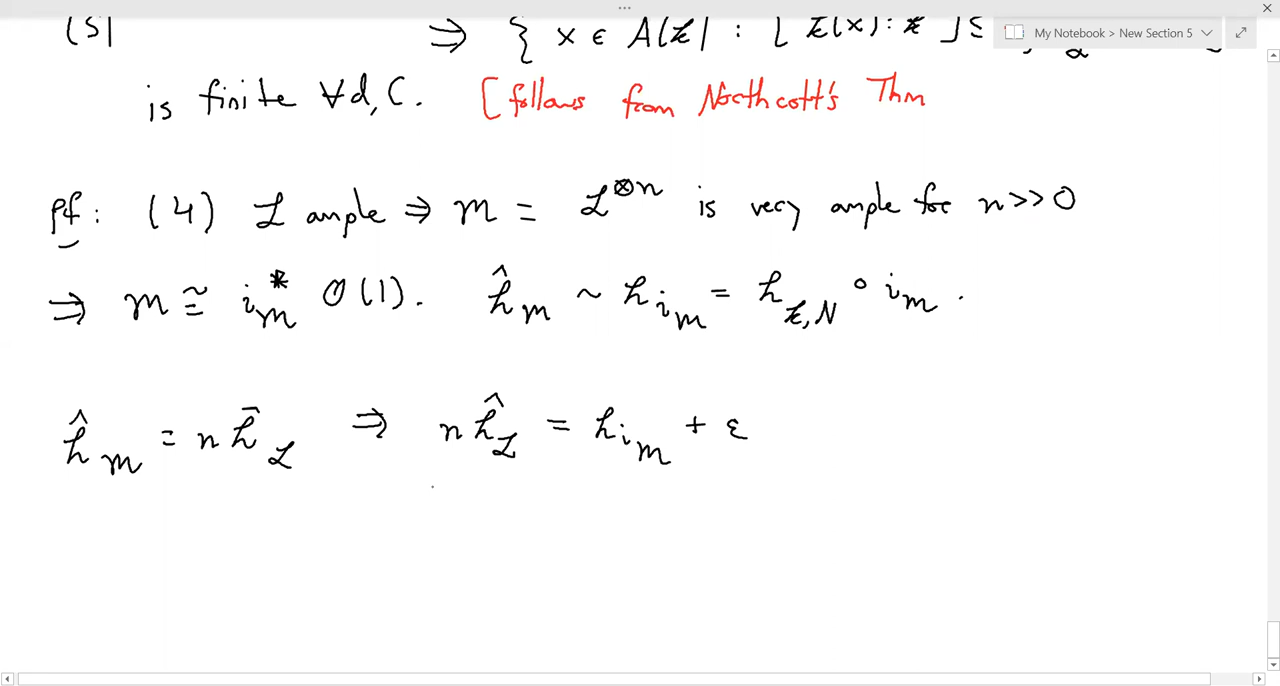 (5) ⇒ { x ∈ A(k̄) : [ k(x) : k ] ≤
My Notebook > New Section 5
is finite ∀d, C. [follows from Northcott's Thm
pf : (4) ℒ ample ⇒ m = ℒ^{⊗n} is very ample for n>>0
⇒ m ≅ i_m^* O(1). ĥ_m ~ h_{i_m} = h_{k,N} ∘ i_m .
ĥ_m = n h̄_ℒ ⇒ n ĥ_ℒ = h_{i_m} + ε